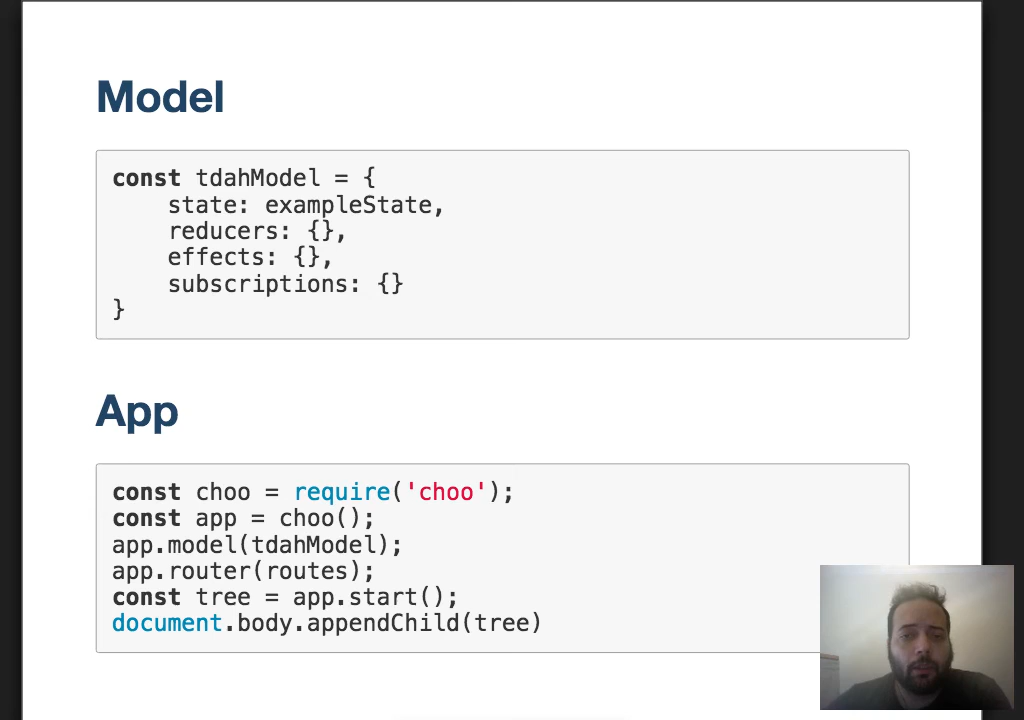 Model
const tdahModel = {
    state: exampleState,
    reducers: {},
    effects: {},
    subscriptions: {}
}
App
const choo = require('choo');
const app = choo();
app.model(tdahModel);
app.router(routes);
const tree = app.start();
document.body.appendChild(tree)